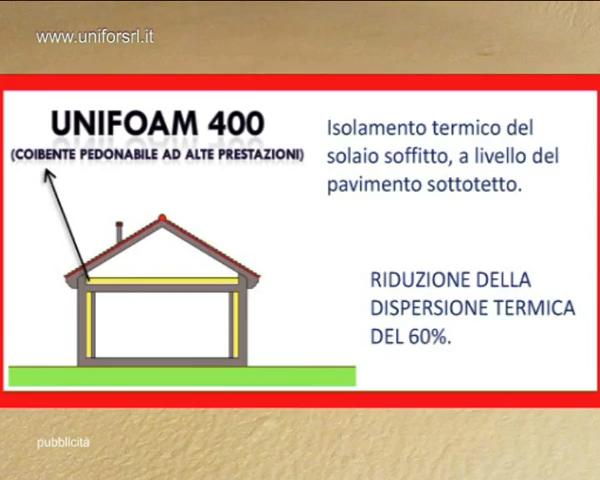 www.uniforsrl.it
UNIFOAM 400
(COIBENTE PEDONABILE AD ALTE PRESTAZIONI)
Isolamento termico del
solaio soffitto, a livello del
pavimento sottotetto.
RIDUZIONE DELLA
DISPERSIONE TERMICA
DEL 60%.
pubblicità